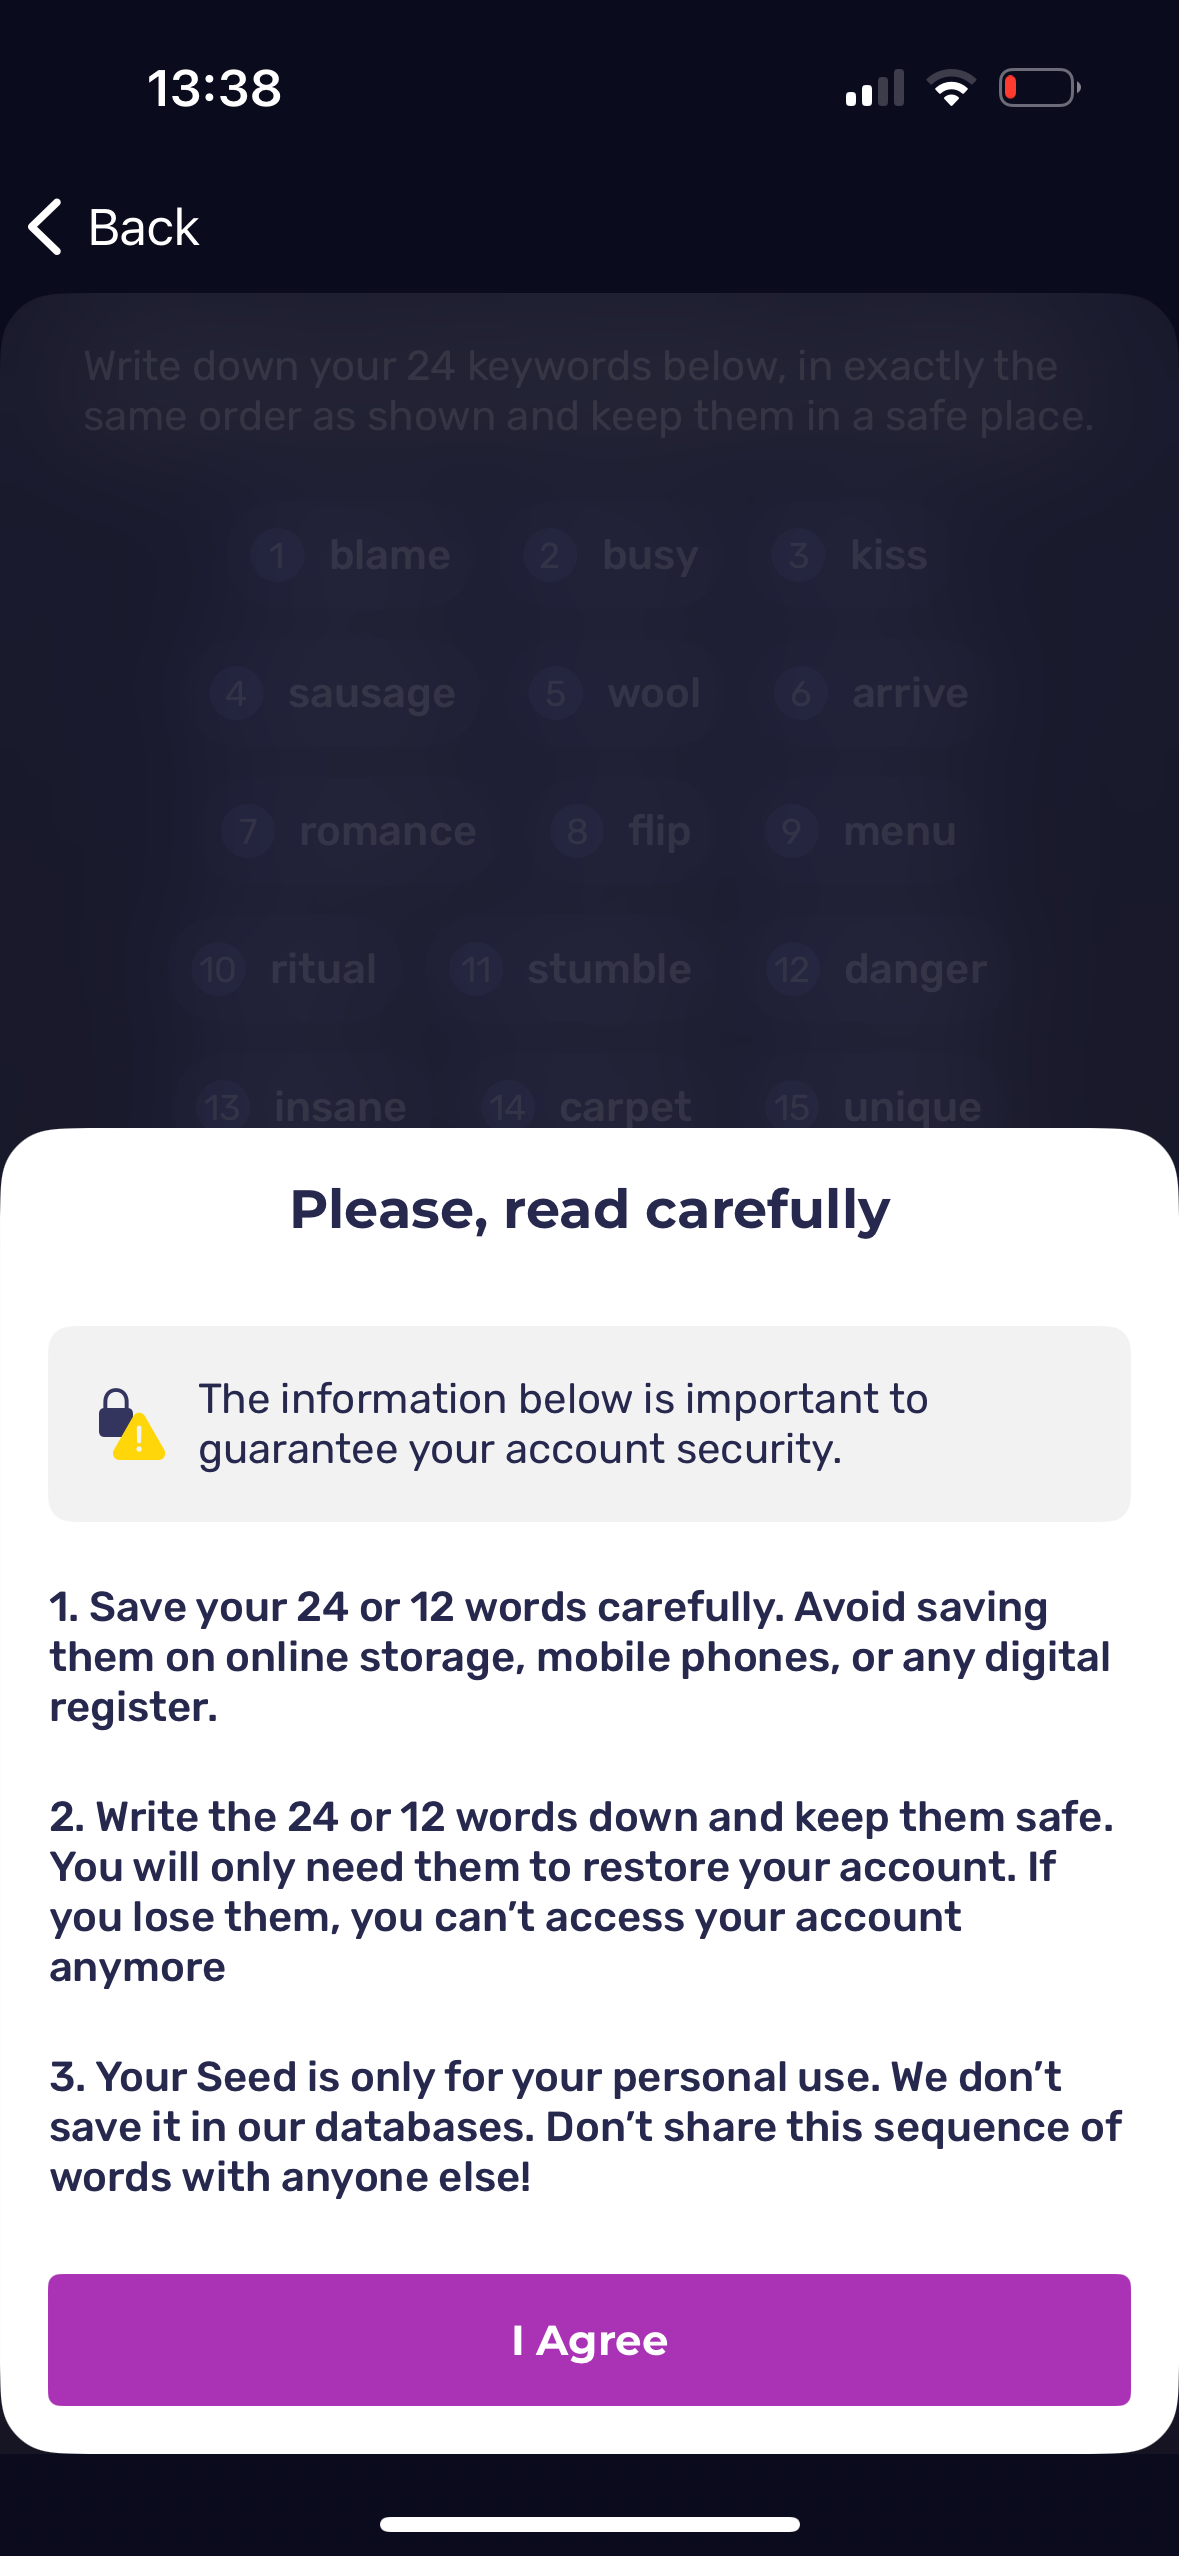 13:38
Back
Write down your 24 keywords below, in exactly the
same order as shown and keep them in a safe place.
1 blame 2 busy 3 kiss
4 sausage 5 wool 6 arrive
7 romance 8 flip 9 menu
10 ritual 11 stumble 12 danger
13 insane 14 carpet 15 unique
Please, read carefully
The information below is important to
guarantee your account security.
1. Save your 24 or 12 words carefully. Avoid saving
them on online storage, mobile phones, or any digital
register.
2. Write the 24 or 12 words down and keep them safe.
You will only need them to restore your account. If
you lose them, you can’t access your account
anymore
3. Your Seed is only for your personal use. We don’t
save it in our databases. Don’t share this sequence of
words with anyone else!
I Agree